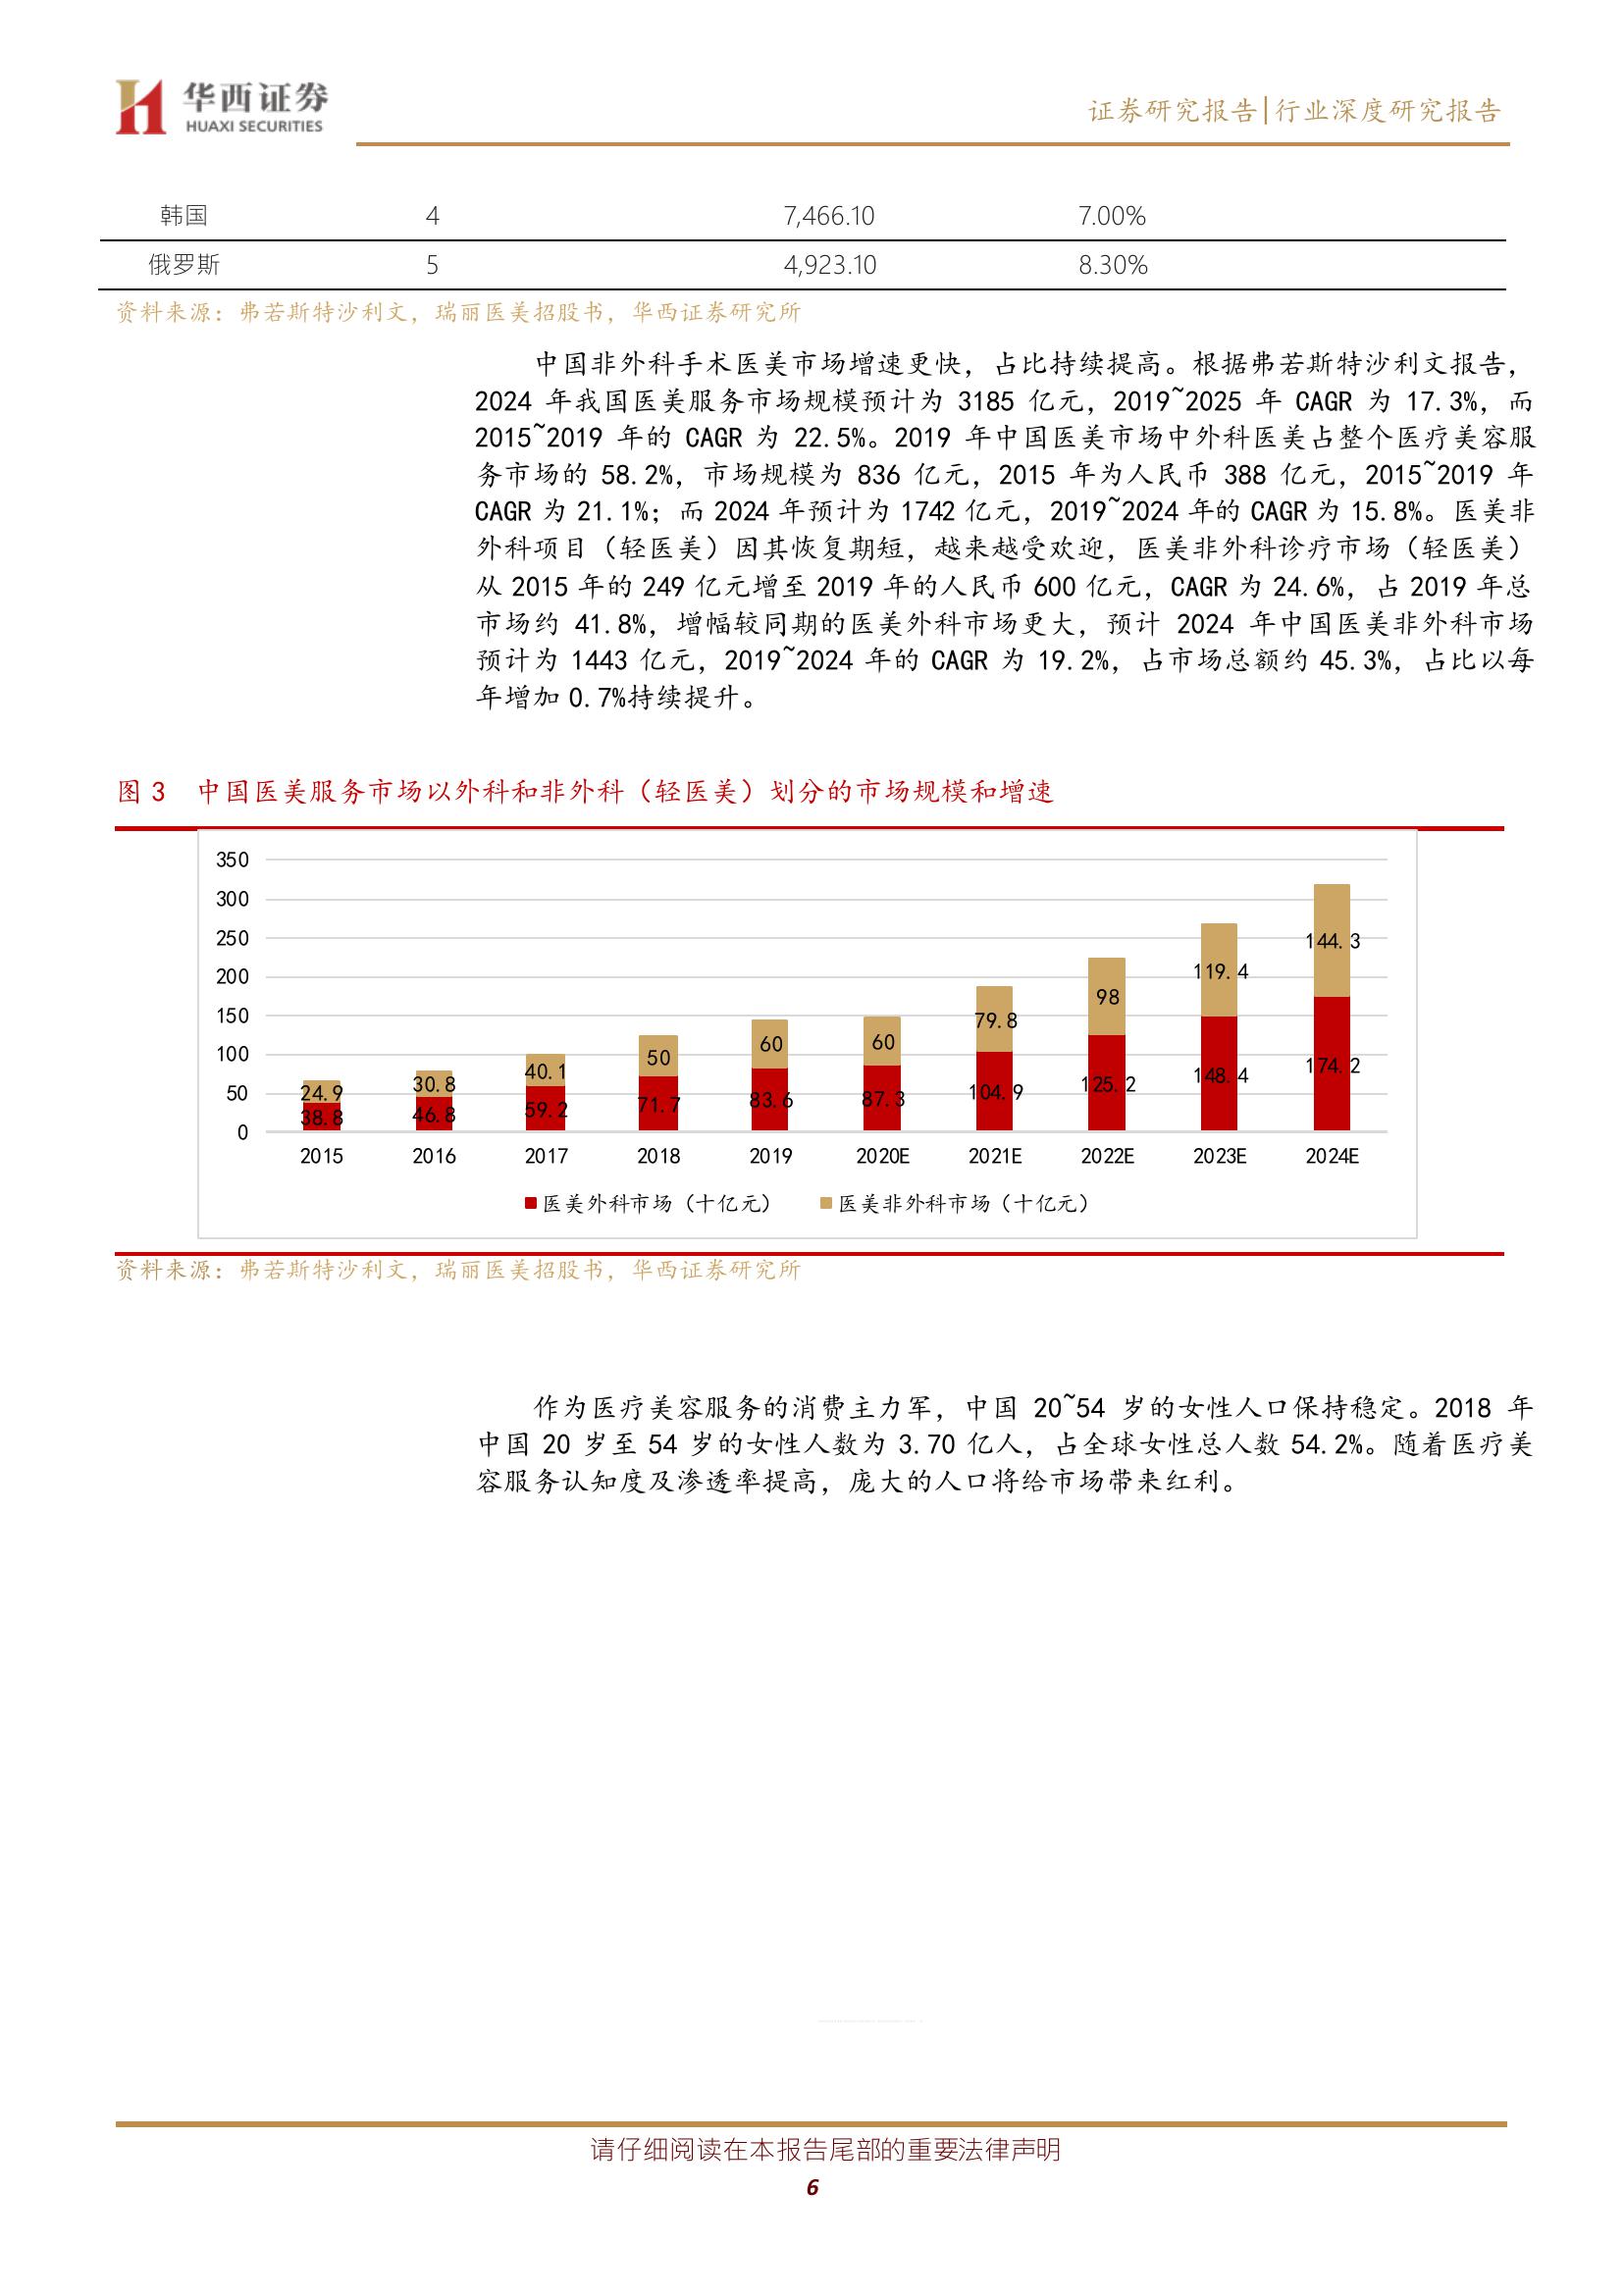 华西证券
HUAXI SECURITIES
证券研究报告|行业深度研究报告
韩国 4 7,466.10 7.00%
俄罗斯 5 4,923.10 8.30%
资料来源：弗若斯特沙利文，瑞丽医美招股书，华西证券研究所
中国非外科手术医美市场增速更快，占比持续提高。根据弗若斯特沙利文报告，
2024 年我国医美服务市场规模预计为 3185 亿元，2019~2025 年 CAGR 为 17.3%，而
2015~2019 年的 CAGR 为 22.5%。2019 年中国医美市场中外科医美占整个医疗美容服
务市场的 58.2%，市场规模为 836 亿元，2015 年为人民币 388 亿元，2015~2019 年
CAGR 为 21.1%；而 2024 年预计为 1742 亿元，2019~2024 年的 CAGR 为 15.8%。医美非
外科项目（轻医美）因其恢复期短，越来越受欢迎，医美非外科诊疗市场（轻医美）
从 2015 年的 249 亿元增至 2019 年的人民币 600 亿元，CAGR 为 24.6%，占 2019 年总
市场约 41.8%，增幅较同期的医美外科市场更大，预计 2024 年中国医美非外科市场
预计为 1443 亿元，2019~2024 年的 CAGR 为 19.2%，占市场总额约 45.3%，占比以每
年增加 0.7%持续提升。
图 3 中国医美服务市场以外科和非外科（轻医美）划分的市场规模和增速
350
300
250
200
150
100
50
0
24.9 30.8 40.1 50 60 60 79.8 98 119.4 144.3
38.8 46.8 59.2 71.7 83.6 87.3 104.9 125.2 148.4 174.2
2015 2016 2017 2018 2019 2020E 2021E 2022E 2023E 2024E
医美外科市场（十亿元） 医美非外科市场（十亿元）
资料来源：弗若斯特沙利文，瑞丽医美招股书，华西证券研究所
作为医疗美容服务的消费主力军，中国 20~54 岁的女性人口保持稳定。2018 年
中国 20 岁至 54 岁的女性人数为 3.70 亿人，占全球女性总人数 54.2%。随着医疗美
容服务认知度及渗透率提高，庞大的人口将给市场带来红利。
请仔细阅读在本报告尾部的重要法律声明
6